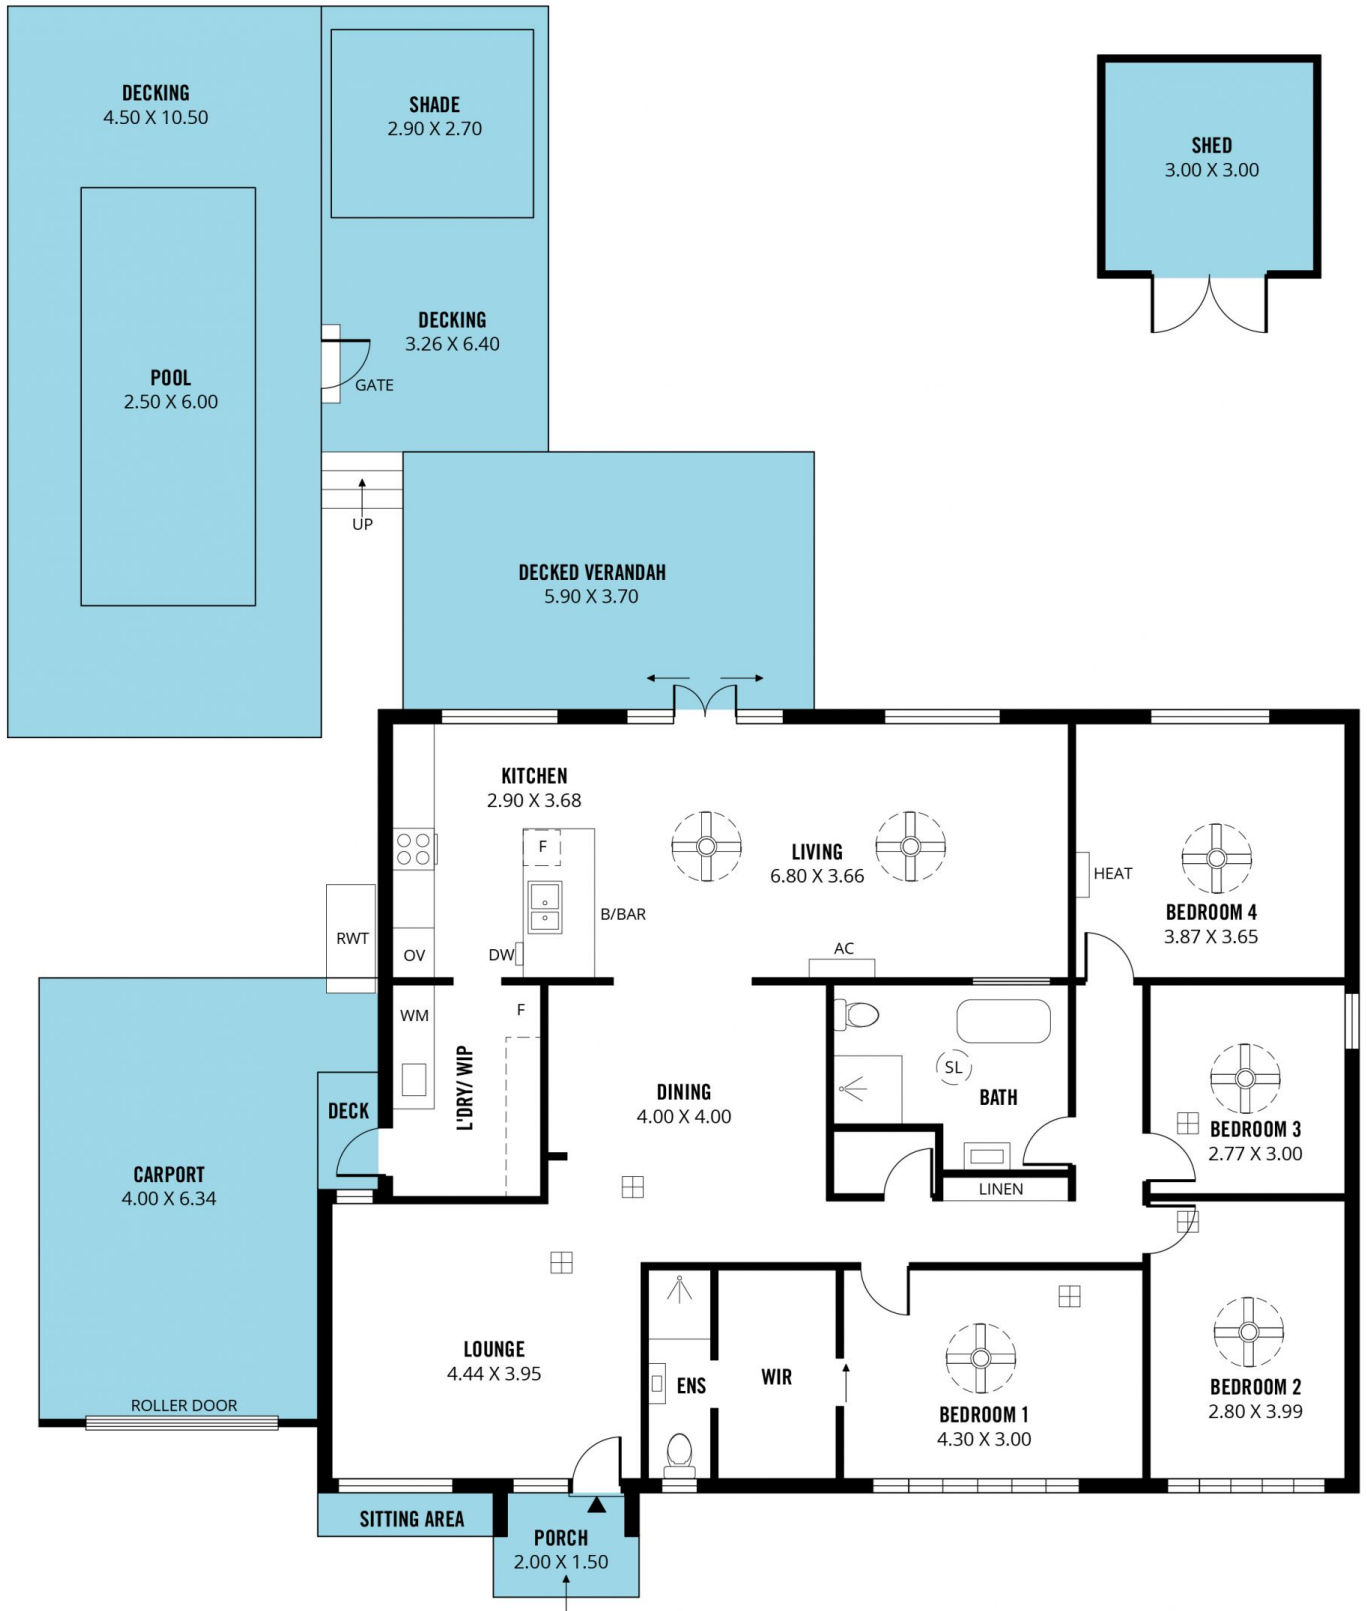 DECKING
4.50 X 10.50
SHADE
2.90 X 2.70
SHED
3.00 X 3.00
DECKING
3.26 X 6.40
GATE
POOL
2.50 X 6.00
UP
DECKED VERANDAH
5.90 X 3.70
KITCHEN
2.90 X 3.68
F
LIVING
6.80 X 3.66
HEAT
BEDROOM 4
3.87 X 3.65
B/BAR
RWT
OV
DW
AC
WM
F
L'DRY/ WIP
DINING
4.00 X 4.00
SL
BATH
DECK
BEDROOM 3
2.77 X 3.00
CARPORT
4.00 X 6.34
LINEN
LOUNGE
4.44 X 3.95
ENS
WIR
BEDROOM 1
4.30 X 3.00
BEDROOM 2
2.80 X 3.99
ROLLER DOOR
SITTING AREA
PORCH
2.00 X 1.50